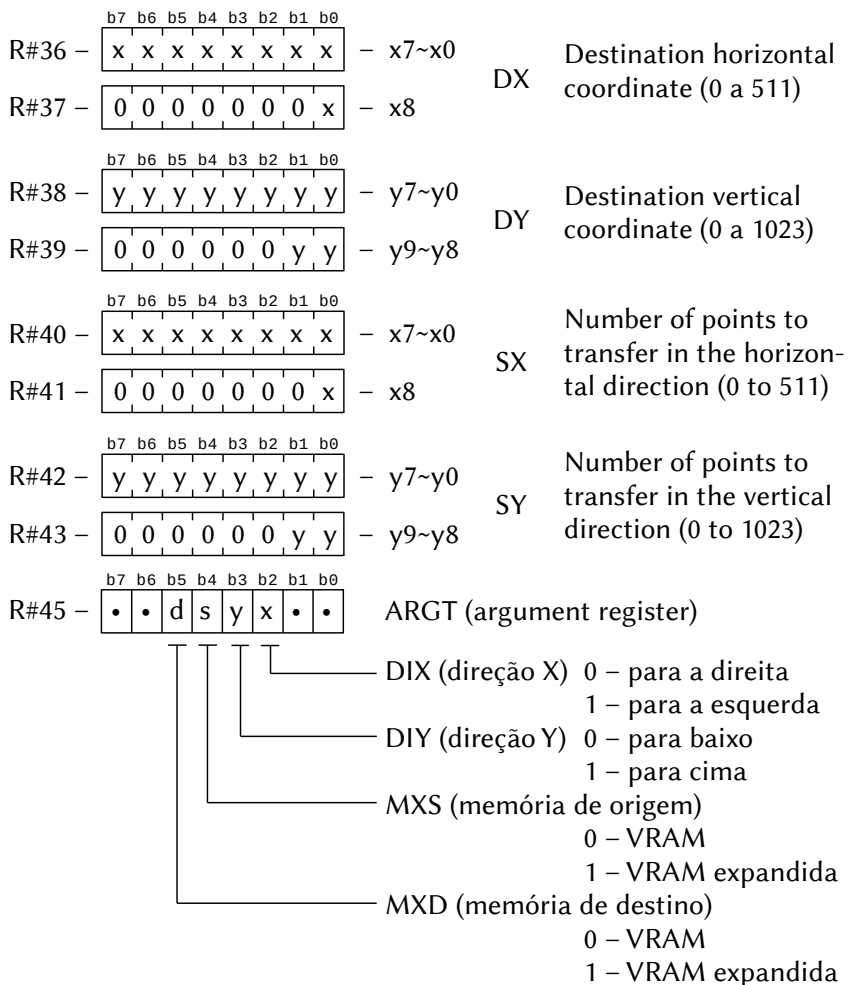 b7 b6 b5 b4 b3 b2 b1 b0
R#36 – x x x x x x x x – x7~x0
R#37 – 0 0 0 0 0 0 0 x – x8
DX
Destination horizontal
coordinate (0 a 511)
b7 b6 b5 b4 b3 b2 b1 b0
R#38 – y y y y y y y y – y7~y0
R#39 – 0 0 0 0 0 0 y y – y9~y8
DY
Destination vertical
coordinate (0 a 1023)
b7 b6 b5 b4 b3 b2 b1 b0
R#40 – x x x x x x x x – x7~x0
R#41 – 0 0 0 0 0 0 0 x – x8
SX
Number of points to
transfer in the horizon-
tal direction (0 to 511)
b7 b6 b5 b4 b3 b2 b1 b0
R#42 – y y y y y y y y – y7~y0
R#43 – 0 0 0 0 0 0 y y – y9~y8
SY
Number of points to
transfer in the vertical
direction (0 to 1023)
b7 b6 b5 b4 b3 b2 b1 b0
R#45 – • • d s y x • • ARGT (argument register)
DIX (direção X) 0 – para a direita
1 – para a esquerda
DIY (direção Y) 0 – para baixo
1 – para cima
MXS (memória de origem)
0 – VRAM
1 – VRAM expandida
MXD (memória de destino)
0 – VRAM
1 – VRAM expandida